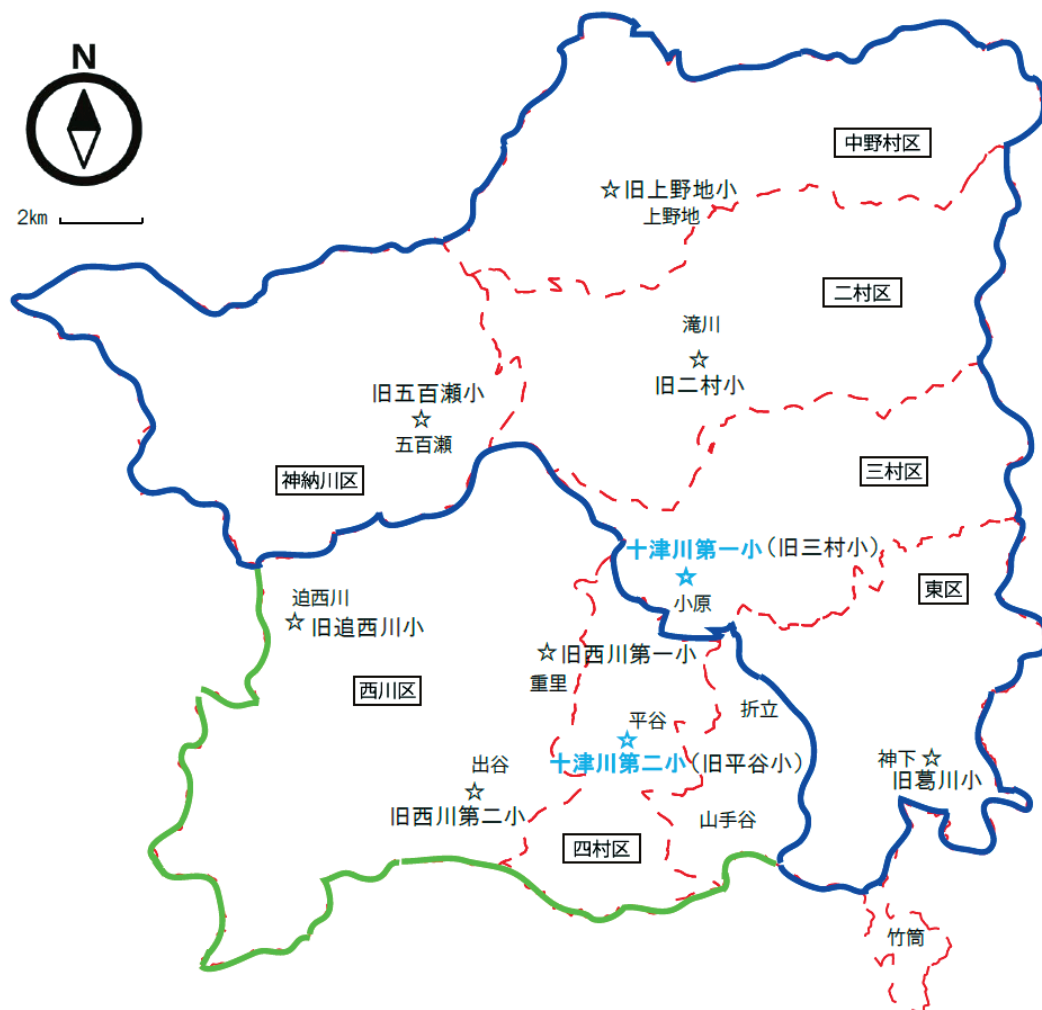 N
2km
中野村区
☆旧上野地小
上野地
二村区
滝川
☆
旧二村小
旧五百瀬小
☆
五百瀬
神納川区
三村区
十津川第一小(旧三村小)
☆
小原
東区
迫西川
☆旧迫西川小
☆旧西川第一小
重里
西川区
折立
平谷
☆
十津川第二小(旧平谷小)
神下☆
旧葛川小
出谷
☆
旧西川第二小
山手谷
四村区
竹筒